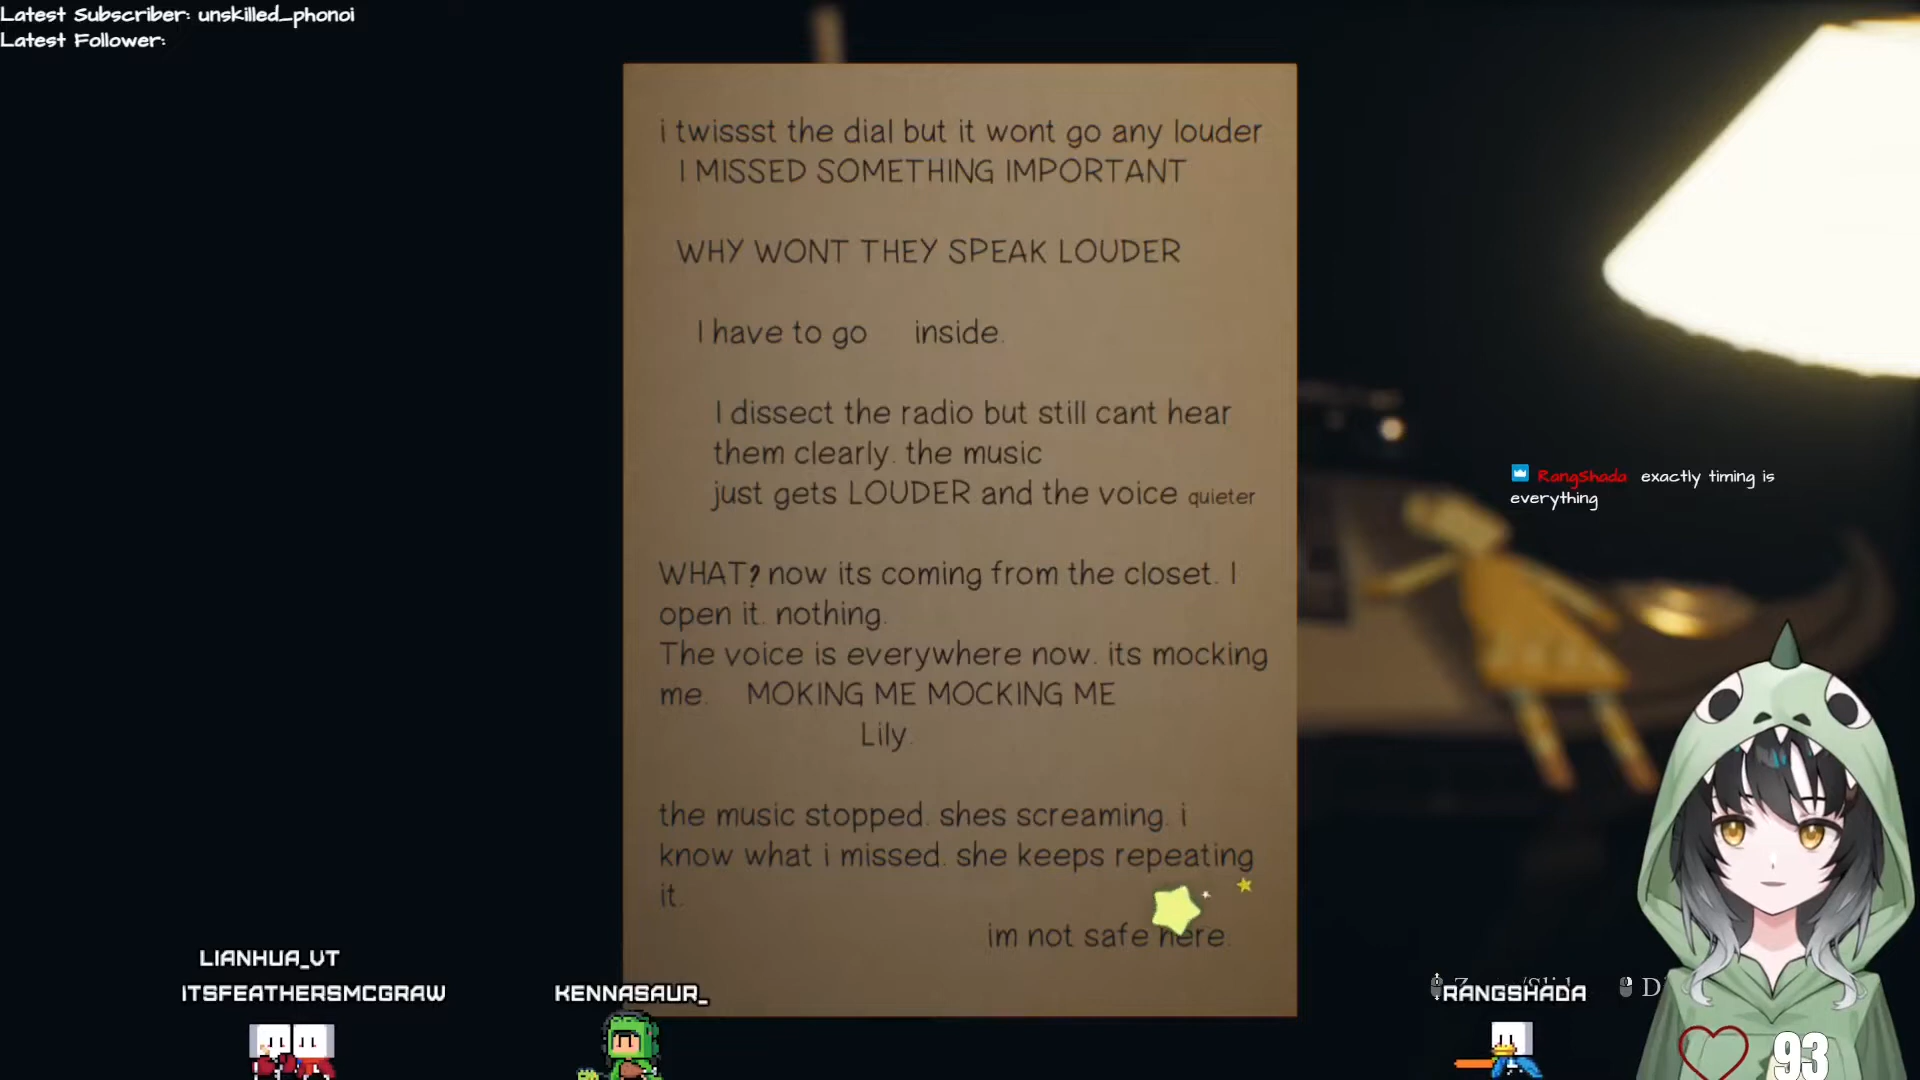 Latest Subscriber: unskilled_phonoi
Latest Follower:
i twissst the dial but it wont go any louder
I MISSED SOMETHING IMPORTANT
WHY WONT THEY SPEAK LOUDER
I have to go inside.
I dissect the radio but still cant hear
them clearly. the music
just gets LOUDER and the voice quieter
WHAT? now its coming from the closet. I
open it. nothing.
The voice is everywhere now. its mocking
me. MOKING ME MOCKING ME
Lily.
the music stopped. shes screaming. i
know what i missed. she keeps repeating
it.
im not safe here.
RangShada exactly timing is
everything
LIANHUA_VT
ITSFEATHERSMCGRAW
KENNASAUR_
RANGSHADA
93